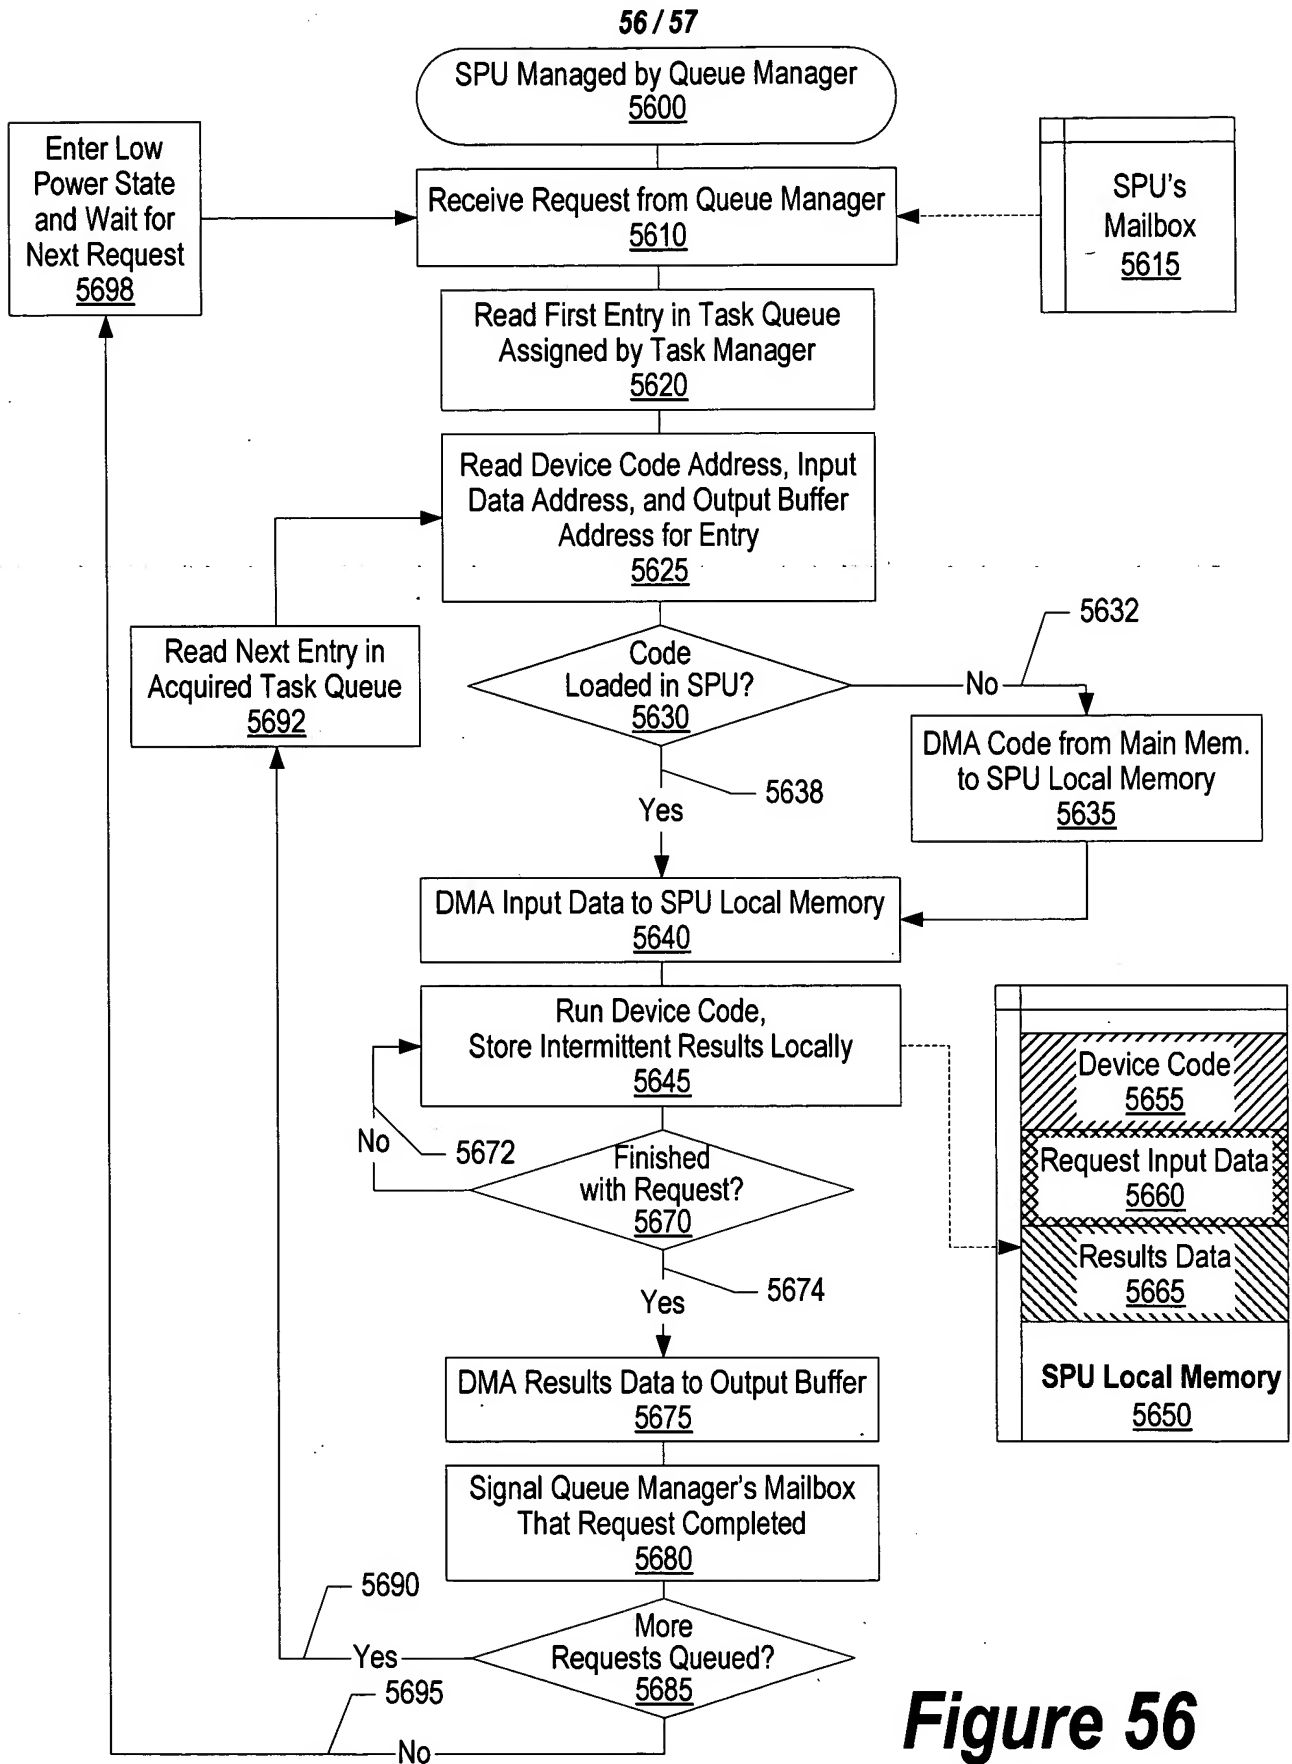 56 / 57
SPU Managed by Queue Manager
5600
Enter Low
Power State
and Wait for
Next Request
5698
Receive Request from Queue Manager
5610
SPU's
Mailbox
5615
Read First Entry in Task Queue
Assigned by Task Manager
5620
Read Device Code Address, Input
Data Address, and Output Buffer
Address for Entry
5625
Read Next Entry in
Acquired Task Queue
5692
Code
Loaded in SPU?
5630
No
5632
DMA Code from Main Mem.
to SPU Local Memory
5635
5638
Yes
DMA Input Data to SPU Local Memory
5640
Run Device Code,
Store Intermittent Results Locally
5645
Device Code
5655
Request Input Data
5660
Results Data
5665
SPU Local Memory
5650
No
5672
Finished
with Request?
5670
5674
Yes
DMA Results Data to Output Buffer
5675
Signal Queue Manager's Mailbox
That Request Completed
5680
5690
Yes
More
Requests Queued?
5685
5695
No
Figure 56